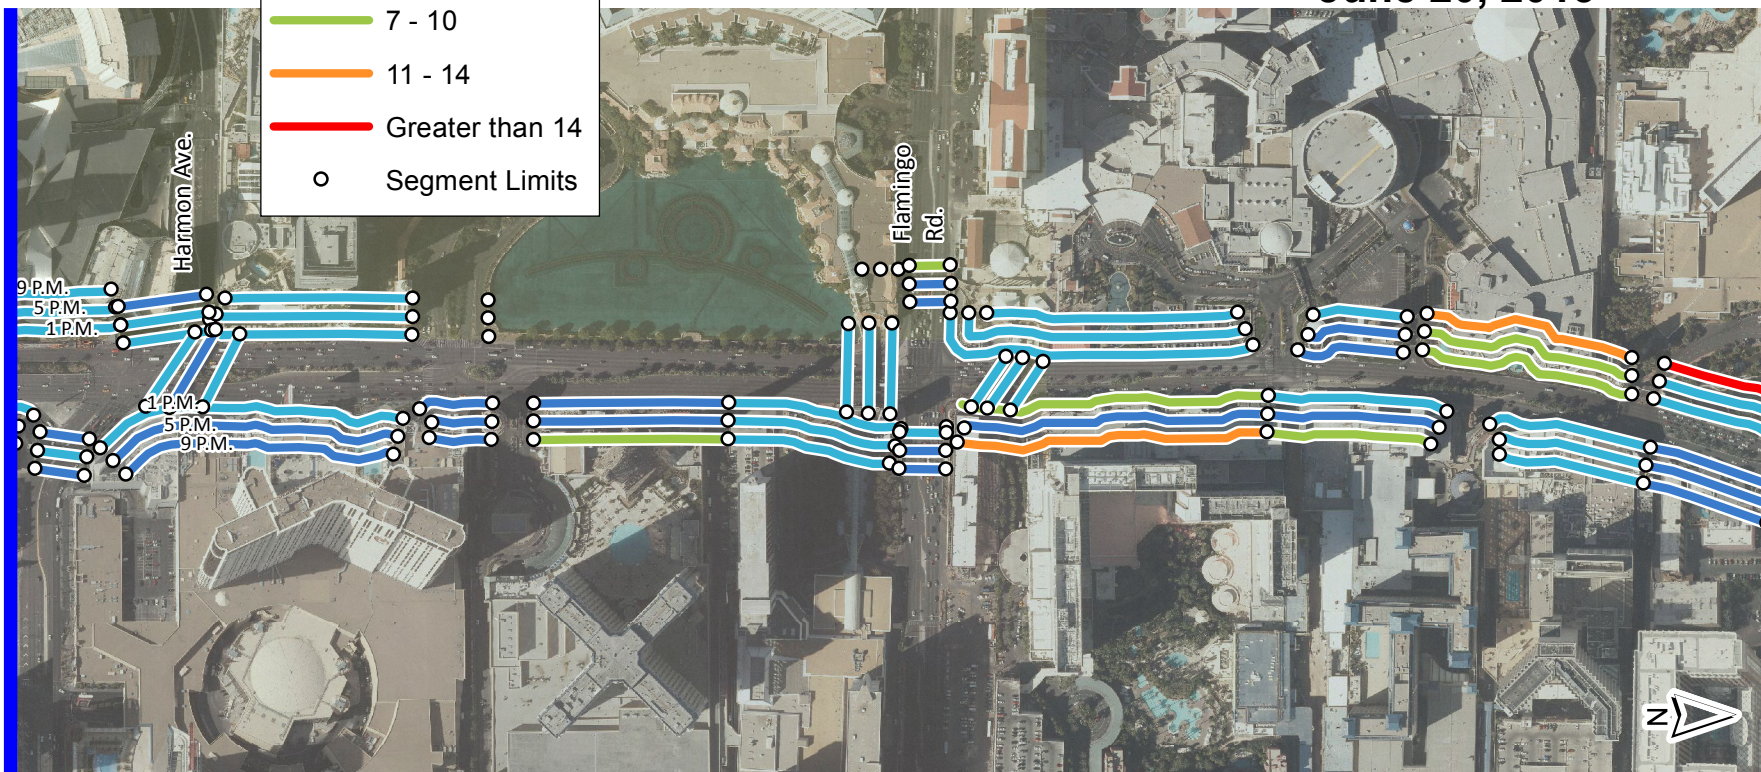 7 - 10
11 - 14
Greater than 14
Segment Limits
Harmon Ave.
Flamingo
Rd.
9 P.M.
5 P.M.
1 P.M.
1 P.M.
5 P.M.
9 P.M.
N